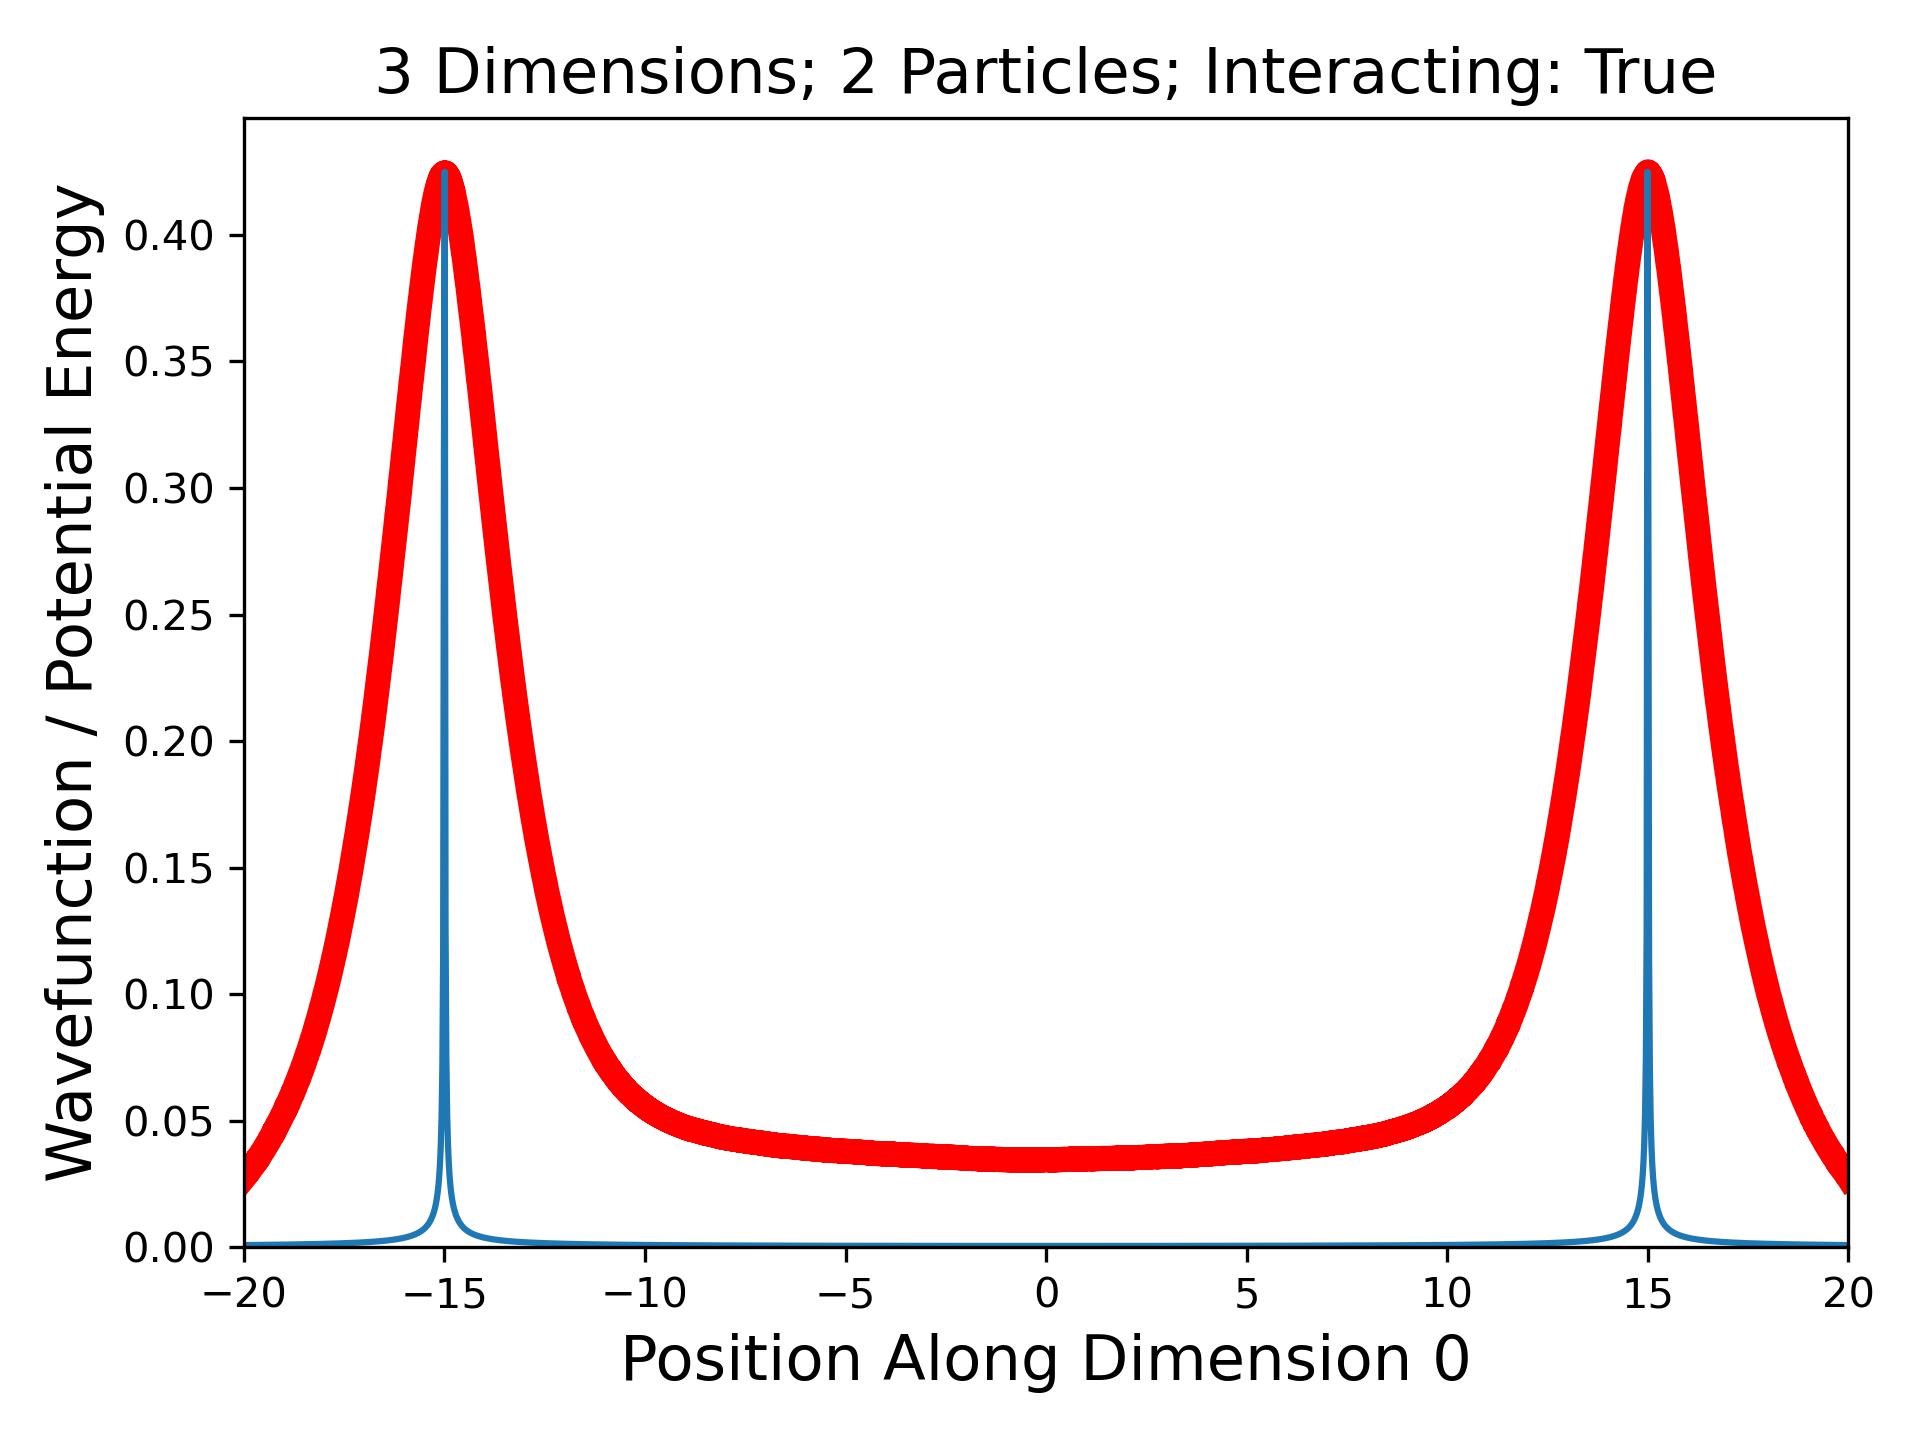 3 Dimensions; 2 Particles; Interacting: True
Wavefunction / Potential Energy
0.40
0.35
0.30
0.25
0.20
0.15
0.10
0.05
0.00
−20 −15 −10 −5 0 5 10 15 20
Position Along Dimension 0